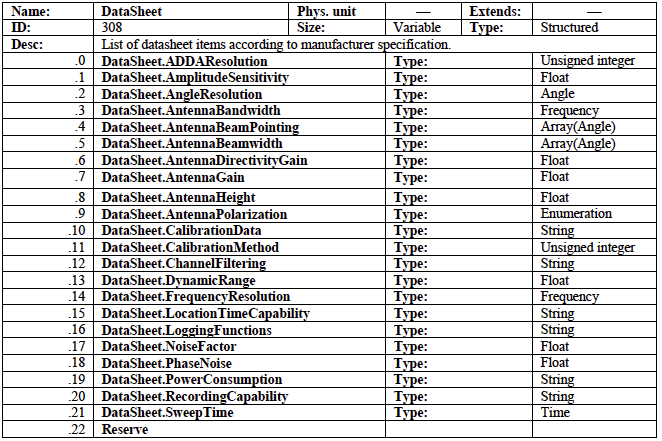 Name: DataSheet Phys. unit — Extends: —
ID: 308 Size: Variable Type: Structured
Desc: List of datasheet items according to manufacturer specification.
.0 DataSheet.ADDAResolution Type: Unsigned integer
.1 DataSheet.AmplitudeSensitivity Type: Float
.2 DataSheet.AngleResolution Type: Angle
.3 DataSheet.AntennaBandwidth Type: Frequency
.4 DataSheet.AntennaBeamPointing Type: Array(Angle)
.5 DataSheet.AntennaBeamwidth Type: Array(Angle)
.6 DataSheet.AntennaDirectivityGain Type: Float
.7 DataSheet.AntennaGain Type: Float
.8 DataSheet.AntennaHeight Type: Float
.9 DataSheet.AntennaPolarization Type: Enumeration
.10 DataSheet.CalibrationData Type: String
.11 DataSheet.CalibrationMethod Type: Unsigned integer
.12 DataSheet.ChannelFiltering Type: String
.13 DataSheet.DynamicRange Type: Float
.14 DataSheet.FrequencyResolution Type: Frequency
.15 DataSheet.LocationTimeCapability Type: String
.16 DataSheet.LoggingFunctions Type: String
.17 DataSheet.NoiseFactor Type: Float
.18 DataSheet.PhaseNoise Type: Float
.19 DataSheet.PowerConsumption Type: String
.20 DataSheet.RecordingCapability Type: String
.21 DataSheet.SweepTime Type: Time
.22 Reserve